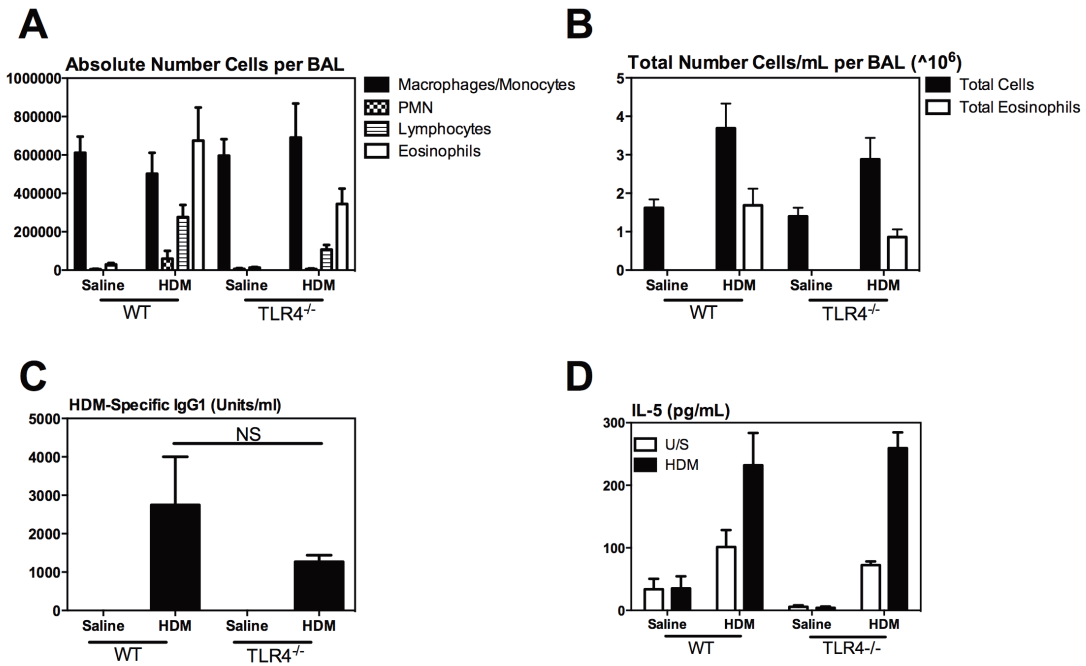 A
Absolute Number Cells per BAL
1000000
800000
600000
400000
200000
0
Saline HDM Saline HDM
WT TLR4-/-
Macrophages/Monocytes
PMN
Lymphocytes
Eosinophils
B
Total Number Cells/mL per BAL (^10⁶)
5
4
3
2
1
0
Saline HDM Saline HDM
WT TLR4⁻/⁻
Total Cells
Total Eosinophils
C
HDM-Specific IgG1 (Units/ml)
5000
4000
3000
2000
1000
0
NS
Saline HDM Saline HDM
WT TLR4⁻/⁻
D
IL-5 (pg/mL)
300
200
100
0
U/S
HDM
Saline HDM Saline HDM
WT TLR4-/-